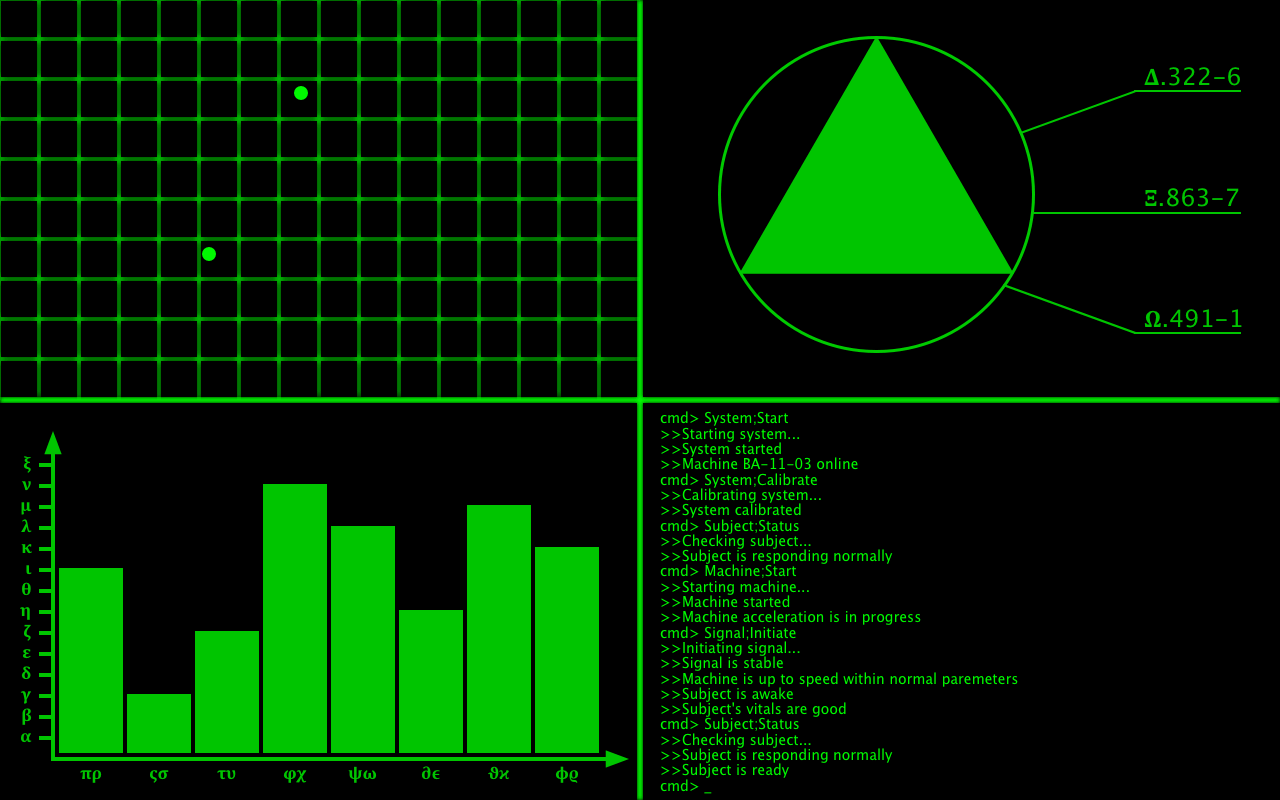 Δ.322-6
Ξ.863-7
Ω.491-1
ξ
ν
μ
λ
κ
ι
θ
η
ζ
ε
δ
γ
β
α
πρ ςσ τυ φχ ψω ∂ϵ ϑϰ ϕϱ
cmd> System;Start
>>Starting system...
>>System started
>>Machine BA-11-03 online
cmd> System;Calibrate
>>Calibrating system...
>>System calibrated
cmd> Subject;Status
>>Checking subject...
>>Subject is responding normally
cmd> Machine;Start
>>Starting machine...
>>Machine started
>>Machine acceleration is in progress
cmd> Signal;Initiate
>>Initiating signal...
>>Signal is stable
>>Machine is up to speed within normal paremeters
>>Subject is awake
>>Subject's vitals are good
cmd> Subject;Status
>>Checking subject...
>>Subject is responding normally
>>Subject is ready
cmd> _